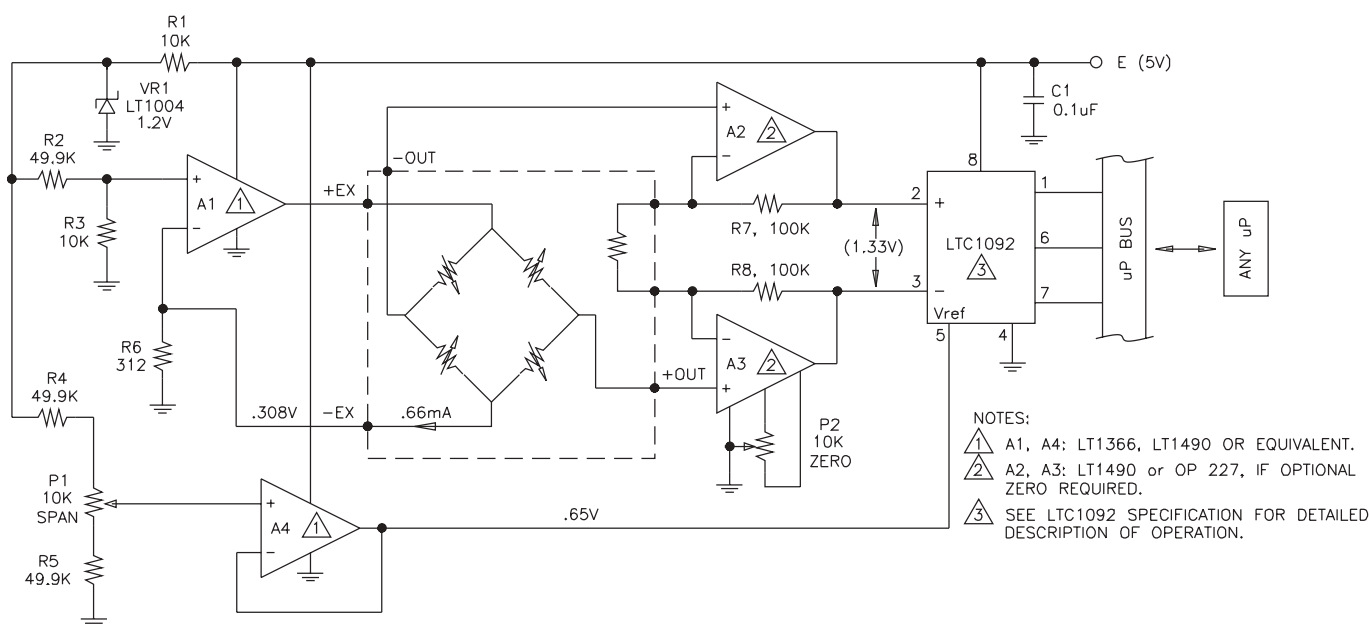 R1
10K
E (5V)
VR1
LT1004
1.2V
C1
0.1uF
R2
49.9K
A1
1
+
−
R3
10K
+EX
−OUT
A2
2
+
−
R7, 100K
(1.33V)
R8, 100K
8
2
+
LTC1092
3
3
−
Vref
5
4
1
6
7
uP BUS
ANY uP
R6
312
.308V
−EX
.66mA
A3
2
−
+
+OUT
P2
10K
ZERO
R4
49.9K
P1
10K
SPAN
R5
49.9K
A4
1
+
−
.65V
NOTES:
1 A1, A4: LT1366, LT1490 OR EQUIVALENT.
2 A2, A3: LT1490 or OP 227, IF OPTIONAL
ZERO REQUIRED.
3 SEE LTC1092 SPECIFICATION FOR DETAILED
DESCRIPTION OF OPERATION.